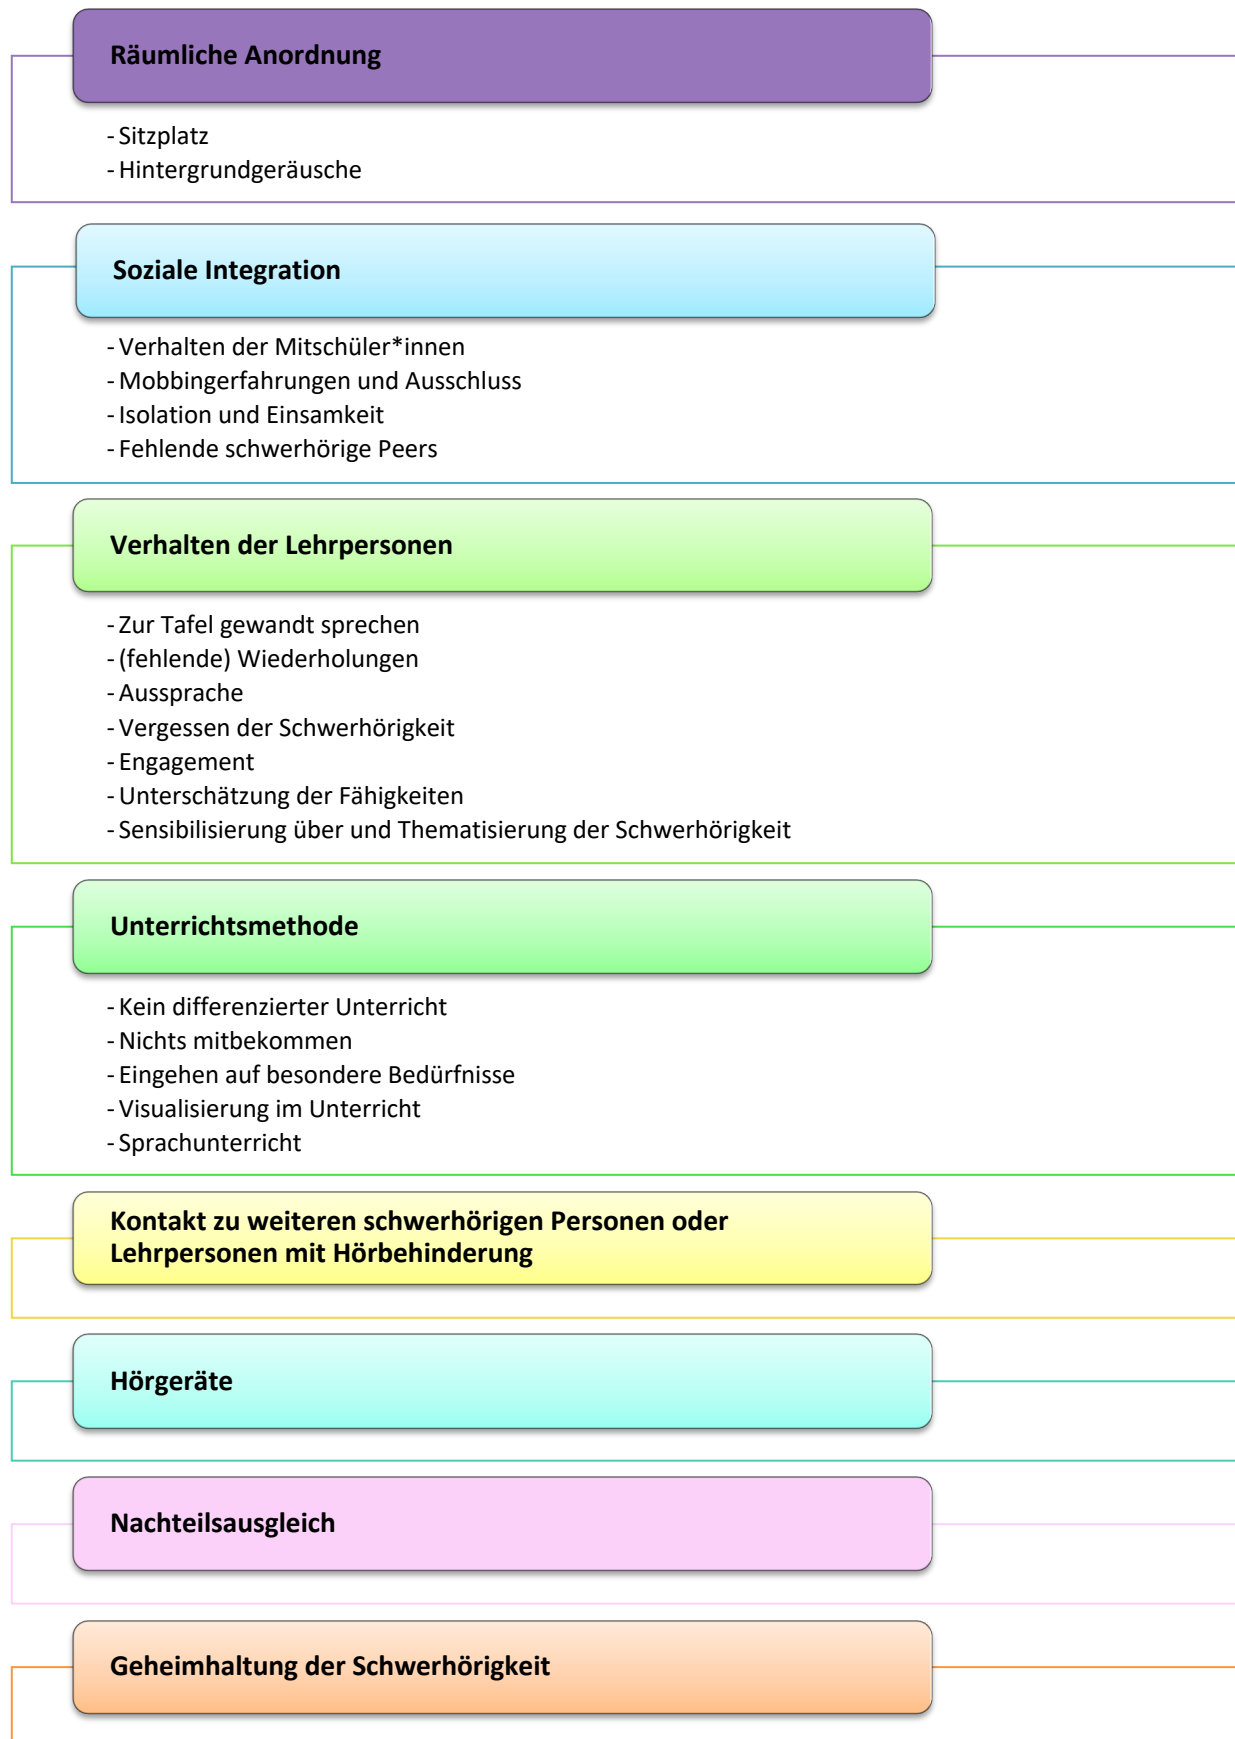 Räumliche Anordnung
- Sitzplatz
- Hintergrundgeräusche
Soziale Integration
- Verhalten der Mitschüler*innen
- Mobbingerfahrungen und Ausschluss
- Isolation und Einsamkeit
- Fehlende schwerhörige Peers
Verhalten der Lehrpersonen
- Zur Tafel gewandt sprechen
- (fehlende) Wiederholungen
- Aussprache
- Vergessen der Schwerhörigkeit
- Engagement
- Unterschätzung der Fähigkeiten
- Sensibilisierung über und Thematisierung der Schwerhörigkeit
Unterrichtsmethode
- Kein differenzierter Unterricht
- Nichts mitbekommen
- Eingehen auf besondere Bedürfnisse
- Visualisierung im Unterricht
- Sprachunterricht
Kontakt zu weiteren schwerhörigen Personen oder
Lehrpersonen mit Hörbehinderung
Hörgeräte
Nachteilsausgleich
Geheimhaltung der Schwerhörigkeit